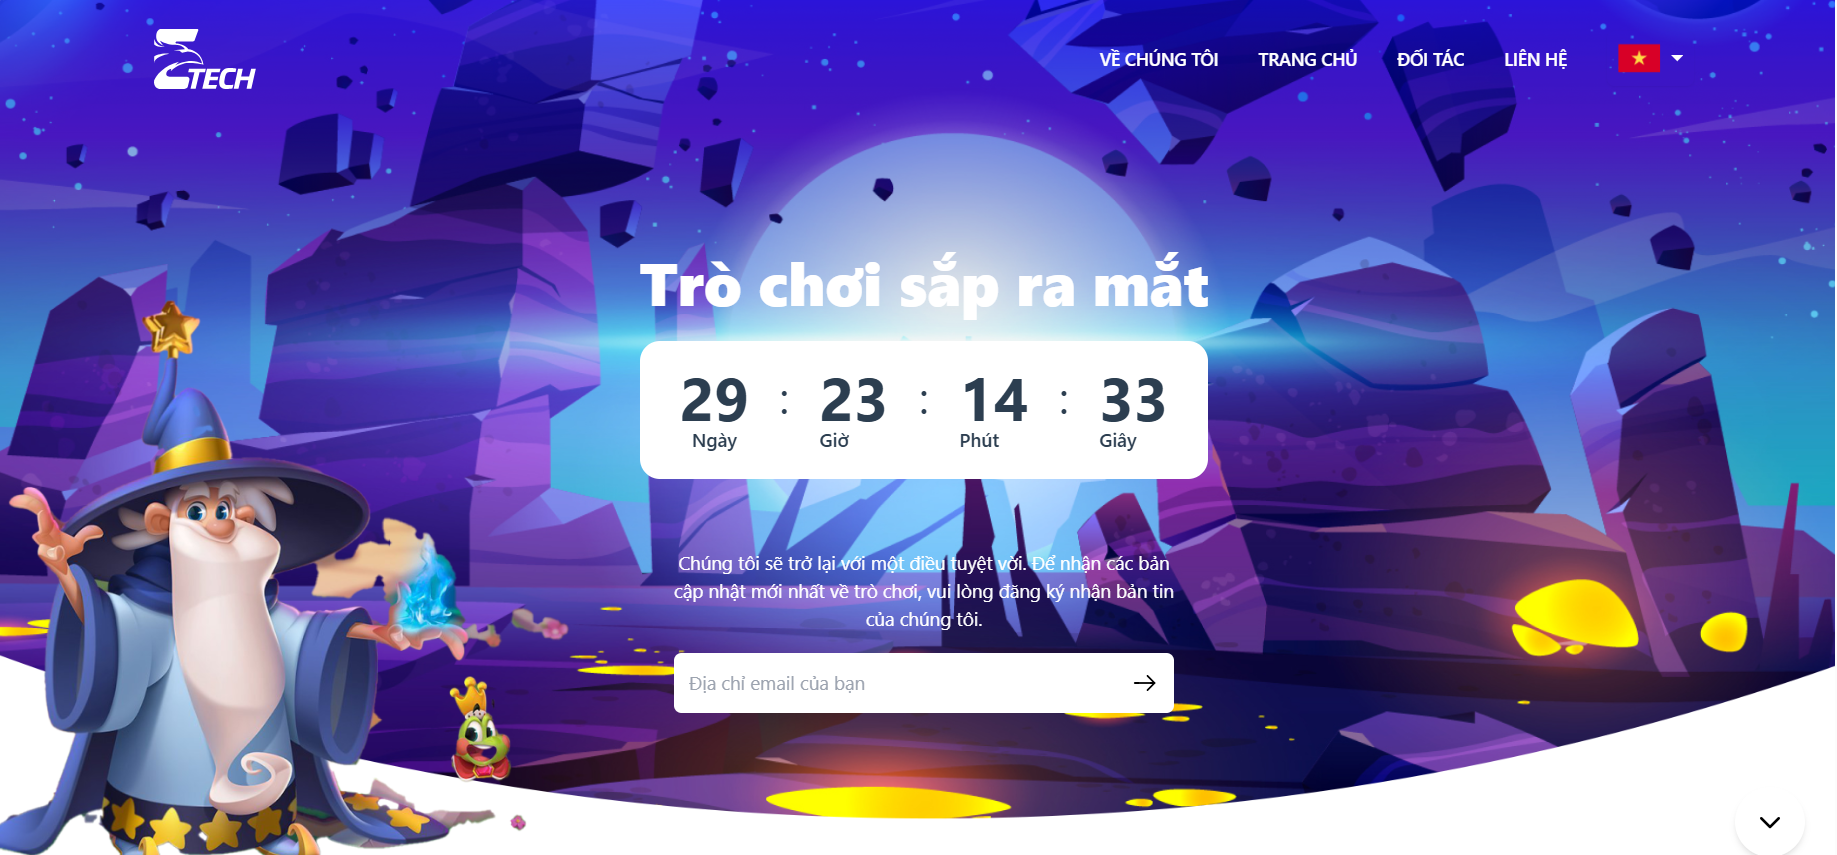 TECH
VỀ CHÚNG TÔI TRANG CHỦ ĐỐI TÁC LIÊN HỆ
Trò chơi sắp ra mắt
29 : 23 : 14 : 33
Ngày Giờ Phút Giây
Chúng tôi sẽ trở lại với một điều tuyệt vời. Để nhận các bản
cập nhật mới nhất về trò chơi, vui lòng đăng ký nhận bản tin
của chúng tôi.
Địa chỉ email của bạn